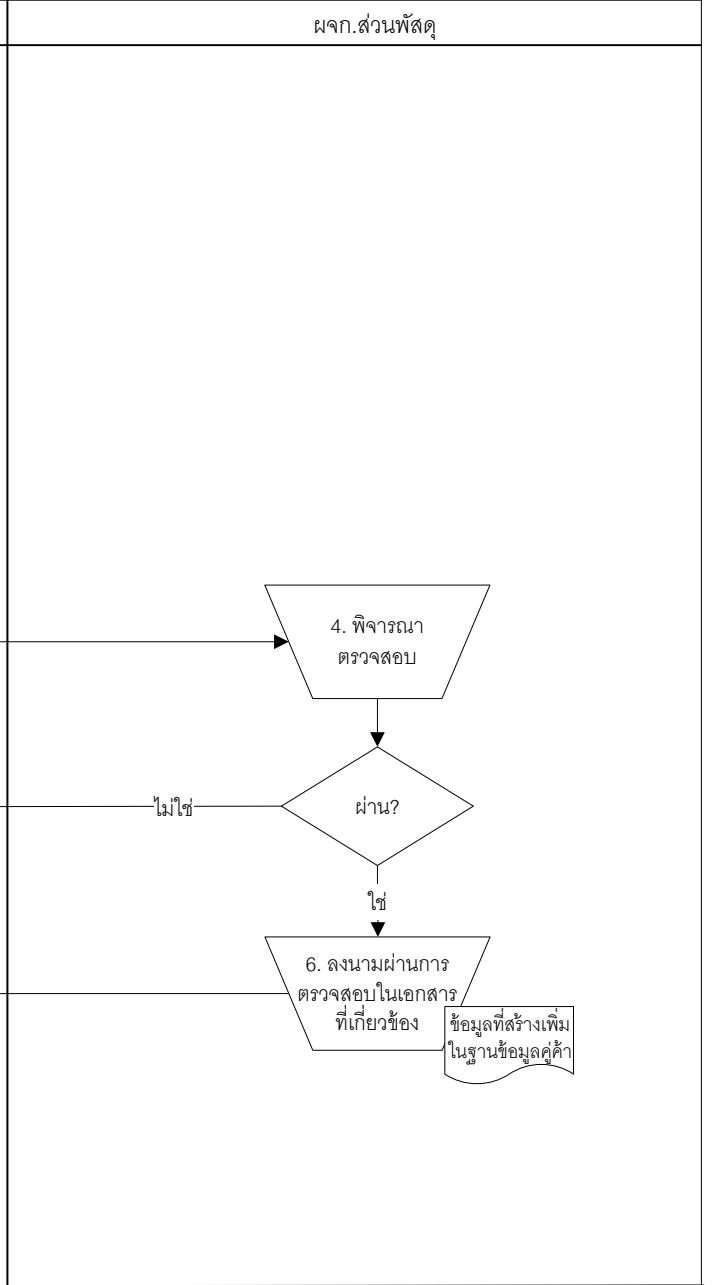 ผจก.ส่วนพัสดุ
4. พิจารณา
ตรวจสอบ
ไม่ใช่
ผ่าน?
ใช่
6. ลงนามผ่านการ
ตรวจสอบในเอกสาร
ที่เกี่ยวข้อง
ข้อมูลที่สร้างเพิ่ม
ในฐานข้อมูลคู่ค้า